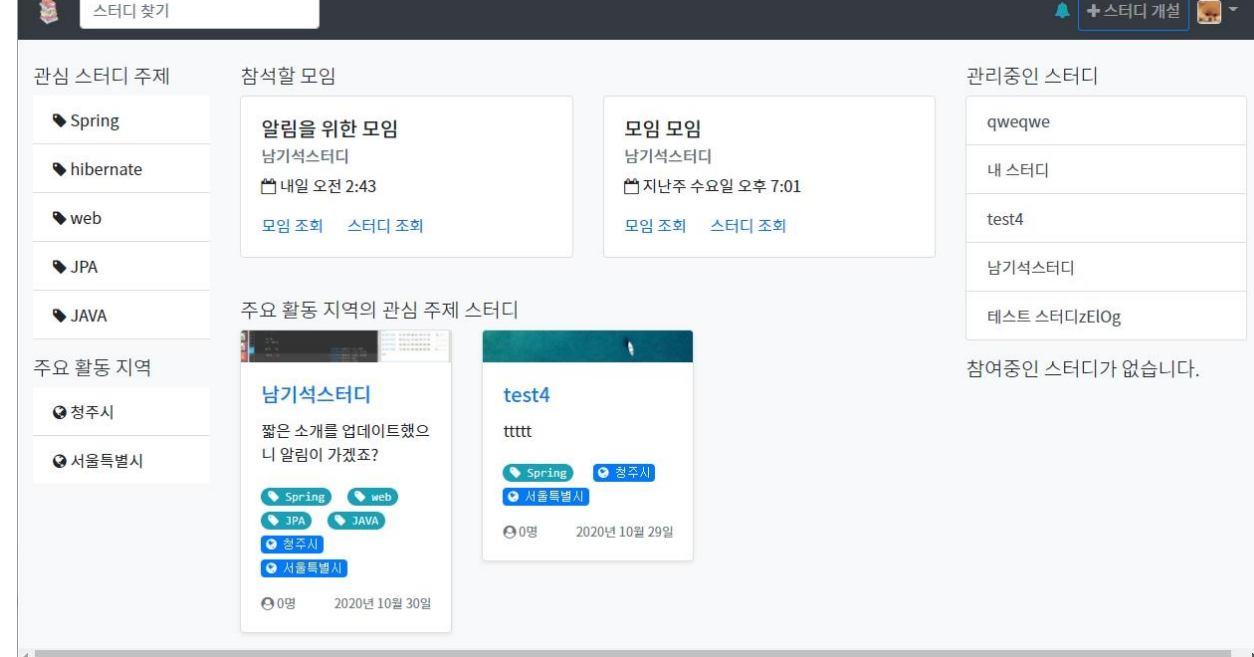 스터디 찾기
스터디 개설
관심 스터디 주제
Spring
hibernate
web
JPA
JAVA
주요 활동 지역
청주시
서울특별시
참석할 모임
알림을 위한 모임
남기석스터디
내일 오전 2:43
모임 조회 스터디 조회
모임 모임
남기석스터디
지난주 수요일 오후 7:01
모임 조회 스터디 조회
주요 활동 지역의 관심 주제 스터디
남기석스터디
짧은 소개를 업데이트했으
니 알림이 가겠죠?
Spring web
JPA JAVA
청주시
서울특별시
0명 2020년 10월 30일
test4
ttttt
Spring 청주시
서울특별시
0명 2020년 10월 29일
관리중인 스터디
qweqwe
내 스터디
test4
남기석스터디
테스트 스터디zElOg
참여중인 스터디가 없습니다.